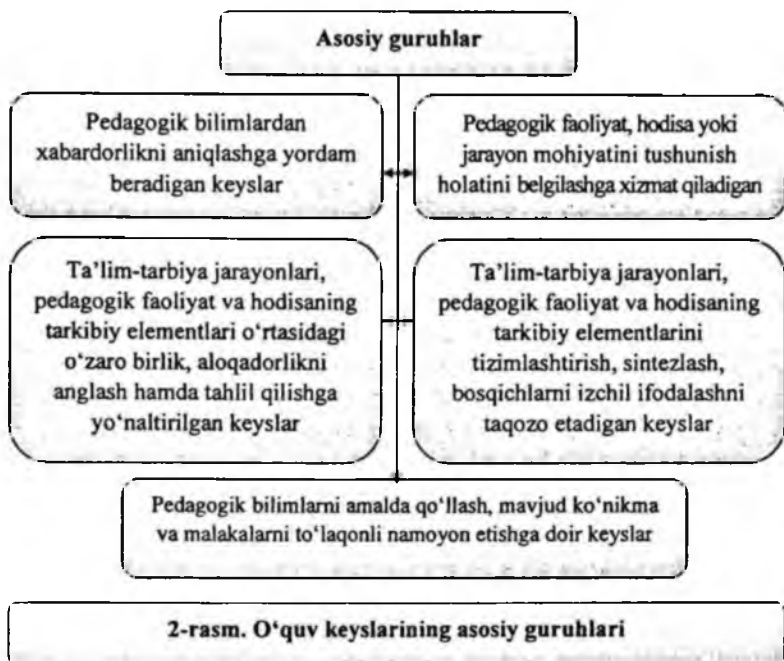 Asosiy guruhlar
Pedagogik bilimlardan
xabardorlikni aniqlashga yordam
beradigan keyslar
Pedagogik faoliyat, hodisa yoki
jarayon mohiyatini tushunish
holatini belgilashga xizmat qiladigan
Ta’lim-tarbiya jarayonlari,
pedagogik faoliyat va hodisaning
tarkibiy elementlari o‘rtasidagi
o‘zaro birlik, aloqadorlikni
anglash hamda tahlil qilishga
yo‘naltirilgan keyslar
Ta’lim-tarbiya jarayonlari,
pedagogik faoliyat va hodisaning
tarkibiy elementlarini
tizimlashtirish, sintezlash,
bosqichlarni izchil ifodalashni
taqozo etadigan keyslar
Pedagogik bilimlarni amalda qo‘llash, mavjud ko‘nikma
va malakalarni to‘laqonli namoyon etishga doir keyslar
2-rasm. O‘quv keyslarining asosiy guruhlari